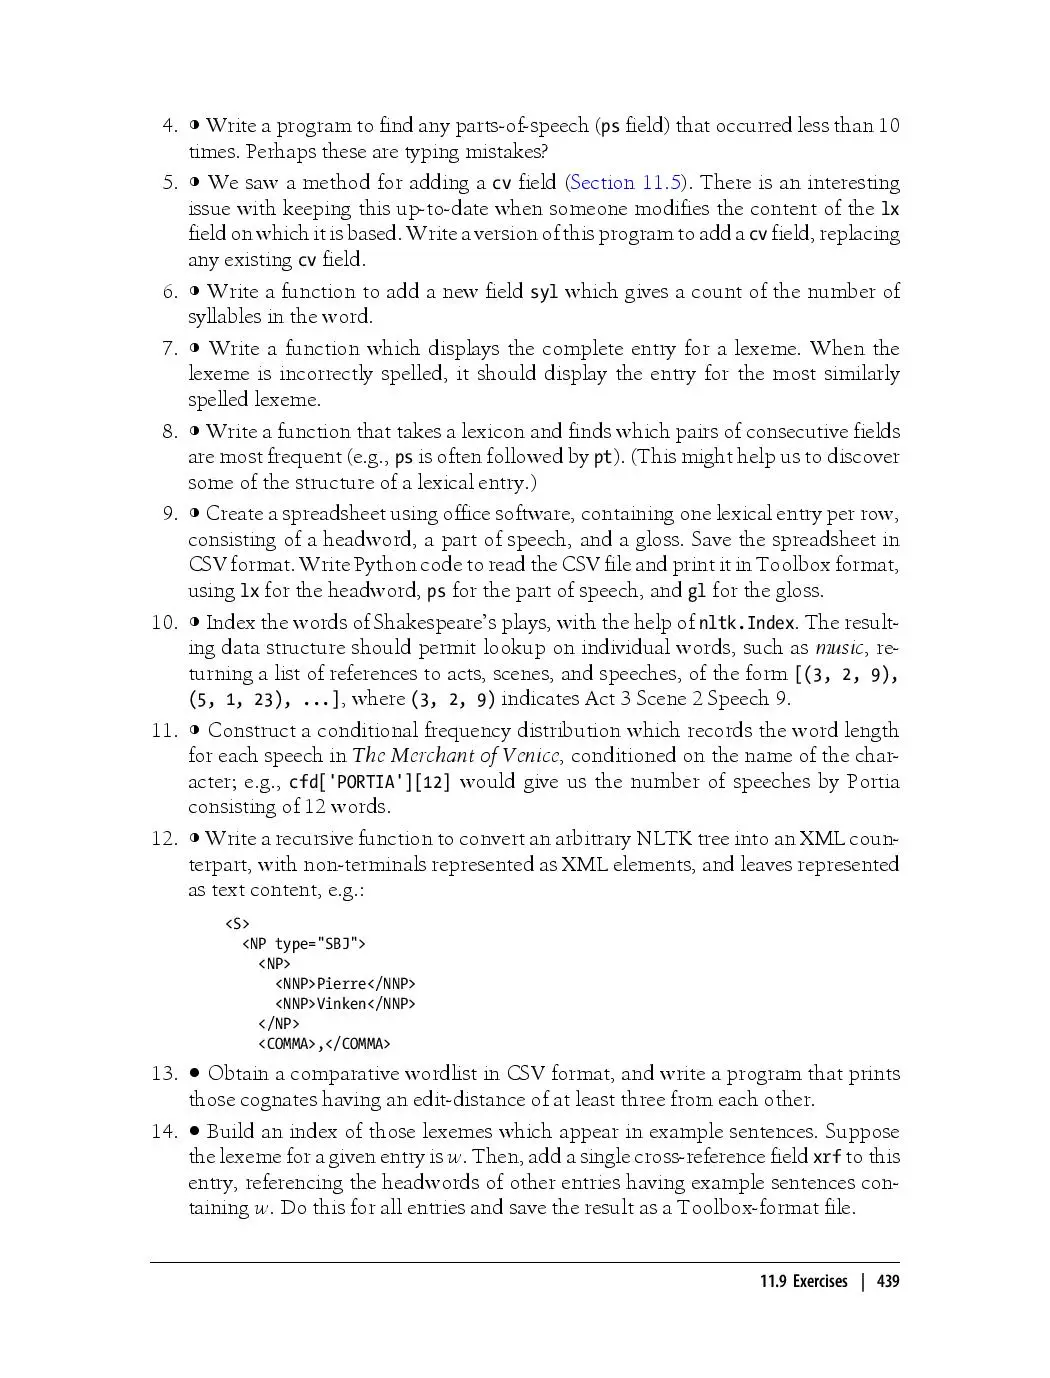 4. ◑ Write a program to find any parts-of-speech (ps field) that occurred less than 10
times. Perhaps these are typing mistakes?
5. ◑ We saw a method for adding a cv field (Section 11.5). There is an interesting
issue with keeping this up-to-date when someone modifies the content of the lx
field on which it is based. Write a version of this program to add a cv field, replacing
any existing cv field.
6. ◑ Write a function to add a new field syl which gives a count of the number of
syllables in the word.
7. ◑ Write a function which displays the complete entry for a lexeme. When the
lexeme is incorrectly spelled, it should display the entry for the most similarly
spelled lexeme.
8. ◑ Write a function that takes a lexicon and finds which pairs of consecutive fields
are most frequent (e.g., ps is often followed by pt). (This might help us to discover
some of the structure of a lexical entry.)
9. ◑ Create a spreadsheet using office software, containing one lexical entry per row,
consisting of a headword, a part of speech, and a gloss. Save the spreadsheet in
CSV format. Write Python code to read the CSV file and print it in Toolbox format,
using lx for the headword, ps for the part of speech, and gl for the gloss.
10. ◑ Index the words of Shakespeare's plays, with the help of nltk.Index. The result-
ing data structure should permit lookup on individual words, such as music, re-
turning a list of references to acts, scenes, and speeches, of the form [(3, 2, 9),
(5, 1, 23), ...], where (3, 2, 9) indicates Act 3 Scene 2 Speech 9.
11. ◑ Construct a conditional frequency distribution which records the word length
for each speech in The Merchant of Venice, conditioned on the name of the char-
acter; e.g., cfd['PORTIA'][12] would give us the number of speeches by Portia
consisting of 12 words.
12. ◑ Write a recursive function to convert an arbitrary NLTK tree into an XML coun-
terpart, with non-terminals represented as XML elements, and leaves represented
as text content, e.g.:
<S>
<NP type="SBJ">
<NP>
<NNP>Pierre</NNP>
<NNP>Vinken</NNP>
</NP>
<COMMA>,</COMMA>
13. ● Obtain a comparative wordlist in CSV format, and write a program that prints
those cognates having an edit-distance of at least three from each other.
14. ● Build an index of those lexemes which appear in example sentences. Suppose
the lexeme for a given entry is w. Then, add a single cross-reference field xrf to this
entry, referencing the headwords of other entries having example sentences con-
taining w. Do this for all entries and save the result as a Toolbox-format file.
11.9 Exercises | 439